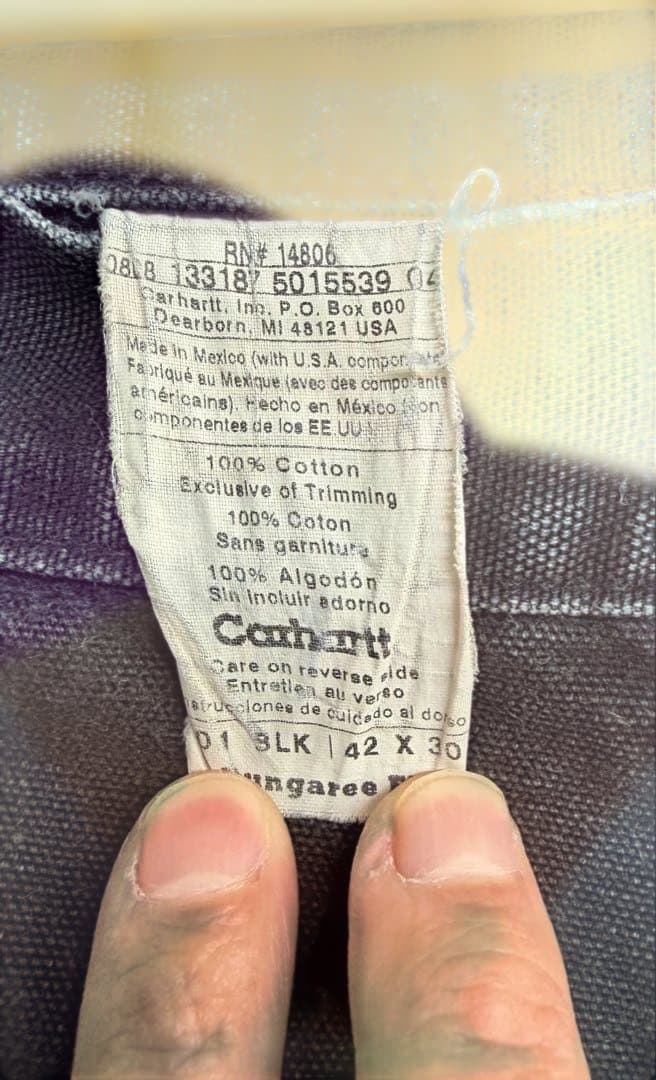 RN# 14806
133187 5015539 04
Carhartt, Inc. P.O. Box 600
Dearborn, MI 48121 USA
Made in Mexico (with U.S.A. components)
Fabriqué au Mexique (avec des composants
américains). Hecho en México (con
componentes de los EE UU)
100% Cotton
Exclusive of Trimming
100% Coton
Sans garniture
100% Algodón
Sin incluir adorno
Carhartt
Care on reverse side
Entretien au verso
Instrucciones de cuidado al dorso
01 BLK | 42 X 30
Dungaree